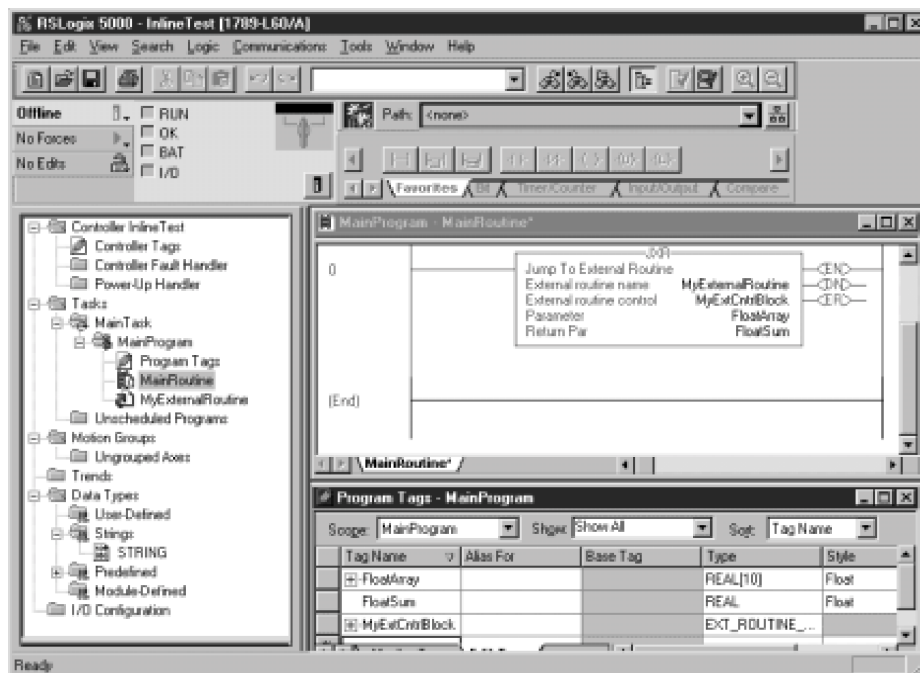 RSLogix 5000 - InlineTest [1789-L60/A]
File Edit View Search Logic Communications Tools Window Help
Offline
RUN
No Forces
OK
No Edits
BAT
I/O
Path: <none>
Favorites Bit Timer/Counter Input/Output Compare
Controller InlineTest
Controller Tags
Controller Fault Handler
Power-Up Handler
Tasks
MainTask
MainProgram
Program Tags
MainRoutine
MyExternalRoutine
Unscheduled Programs
Motion Groups
Ungrouped Axes
Trends
Data Types
User-Defined
Strings
STRING
Predefined
Module-Defined
I/O Configuration
MainProgram - MainRoutine*
0
JXR
Jump To External Routine
External routine name MyExternalRoutine
External routine control MyExtCntrlBlock
Parameter FloatArray
Return Par FloatSum
EN
DN
ER
(End)
MainRoutine*
Program Tags - MainProgram
Scope: MainProgram Show: Show All Sort: Tag Name
Tag Name Alias For Base Tag Type Style
FloatArray REAL[10] Float
FloatSum REAL Float
MyExtCntrlBlock EXT_ROUTINE_...
Ready